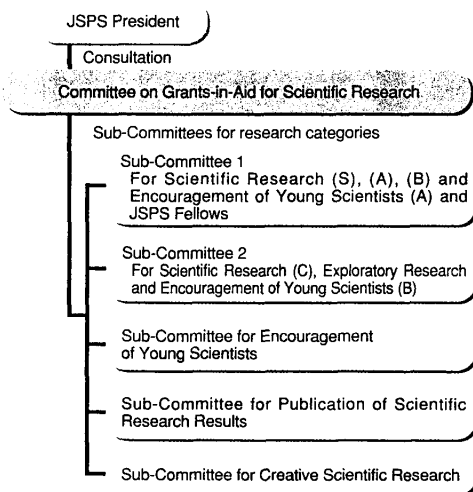 JSPS President
Consultation
Committee on Grants-in-Aid for Scientific Research
Sub-Committees for research categories
Sub-Committee 1
For Scientific Research (S), (A), (B) and
Encouragement of Young Scientists (A) and
JSPS Fellows
Sub-Committee 2
For Scientific Research (C), Exploratory Research
and Encouragement of Young Scientists (B)
Sub-Committee for Encouragement
of Young Scientists
Sub-Committee for Publication of Scientific
Research Results
Sub-Committee for Creative Scientific Research